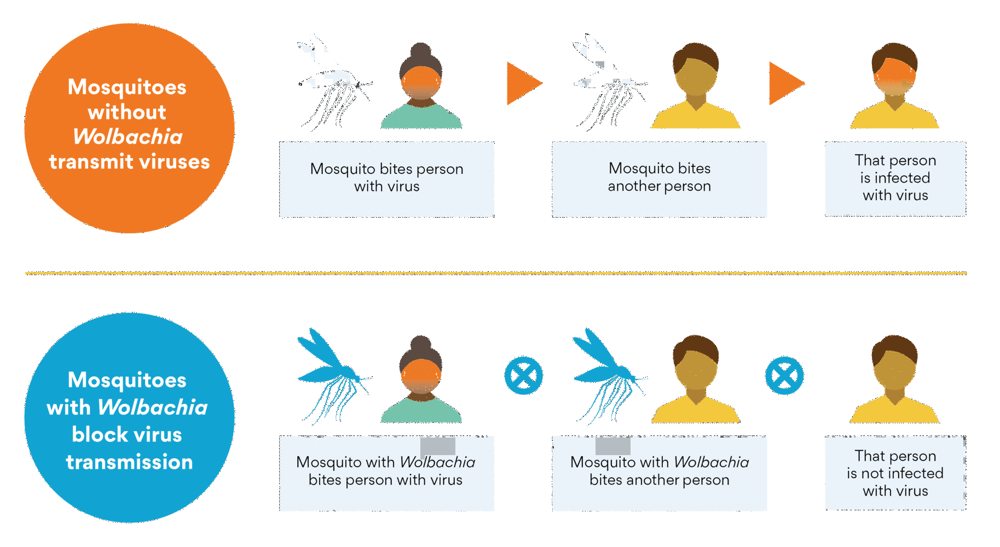 Mosquitoes
without
Wolbachia
transmit viruses
Mosquito bites person
with virus
Mosquito bites
another person
That person
is infected
with virus
Mosquitoes
with Wolbachia
block virus
transmission
Mosquito with Wolbachia
bites person with virus
Mosquito with Wolbachia
bites another person
That person
is not infected
with virus